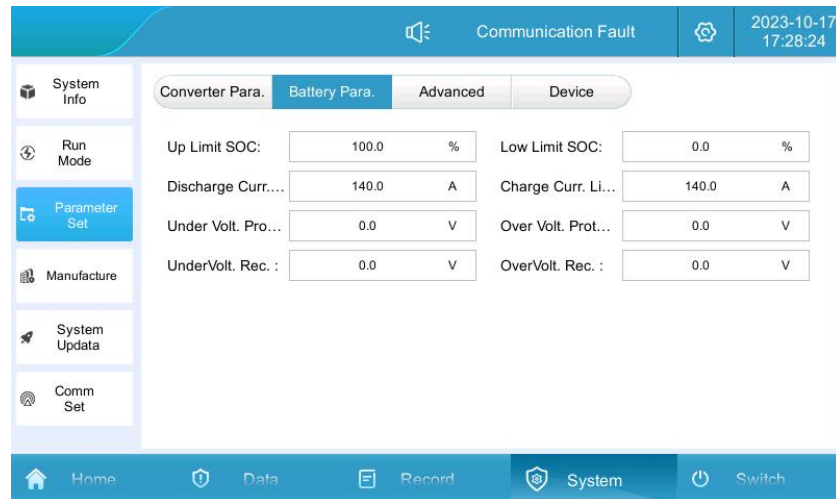 Communication Fault
2023-10-17
17:28:24
System
Info
Run
Mode
Parameter
Set
Manufacture
System
Updata
Comm
Set
Converter Para. Battery Para. Advanced Device
Up Limit SOC: 100.0 % Low Limit SOC: 0.0 %
Discharge Curr.... 140.0 A Charge Curr. Li... 140.0 A
Under Volt. Pro... 0.0 V Over Volt. Prot... 0.0 V
UnderVolt. Rec. : 0.0 V OverVolt. Rec. : 0.0 V
Home Data Record System Switch